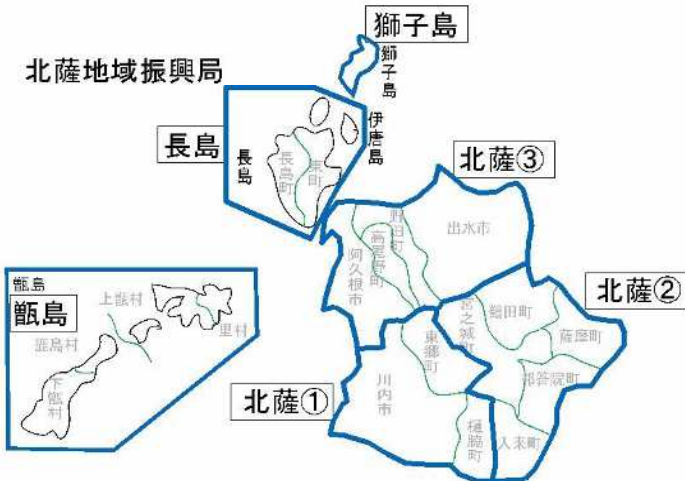 獅子島
獅子島
北薩地域振興局
伊唐島
長島
長島
長島町
東町
北薩③
野田町
出水市
高尾野町
阿久根市
甑島
甑島
上甑村
里村
鹿島村
下甑村
北薩②
宮之城町
鶴田町
薩摩町
祁答院町
東郷町
北薩①
川内市
樋脇町
入来町